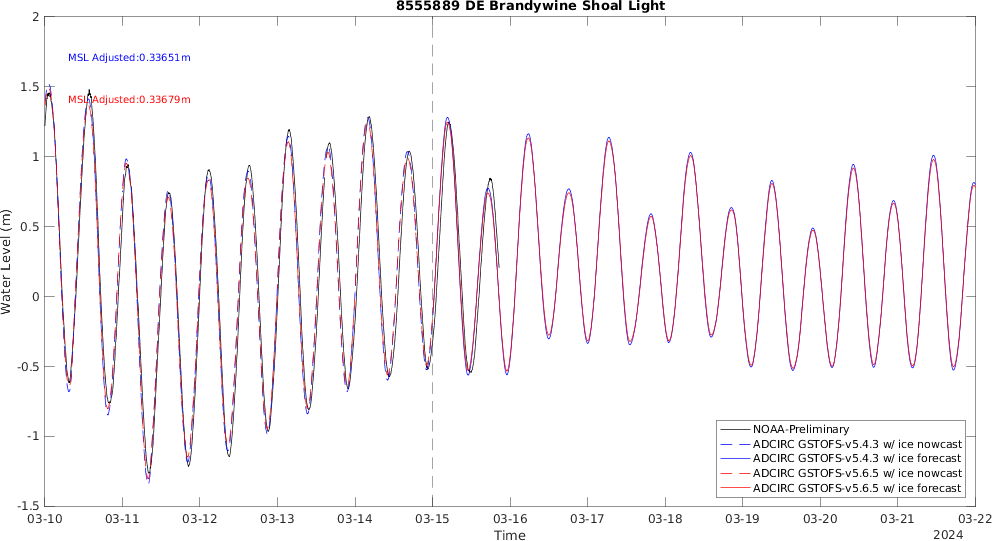 8555889 DE Brandywine Shoal Light
MSL Adjusted:0.33651m
MSL Adjusted:0.33679m
Water Level (m)
2
1.5
1
0.5
0
-0.5
-1
-1.5
NOAA-Preliminary
ADCIRC GSTOFS-v5.4.3 w/ ice nowcast
ADCIRC GSTOFS-v5.4.3 w/ ice forecast
ADCIRC GSTOFS-v5.6.5 w/ ice nowcast
ADCIRC GSTOFS-v5.6.5 w/ ice forecast
03-10 03-11 03-12 03-13 03-14 03-15 03-16 03-17 03-18 03-19 03-20 03-21 03-22
Time
2024